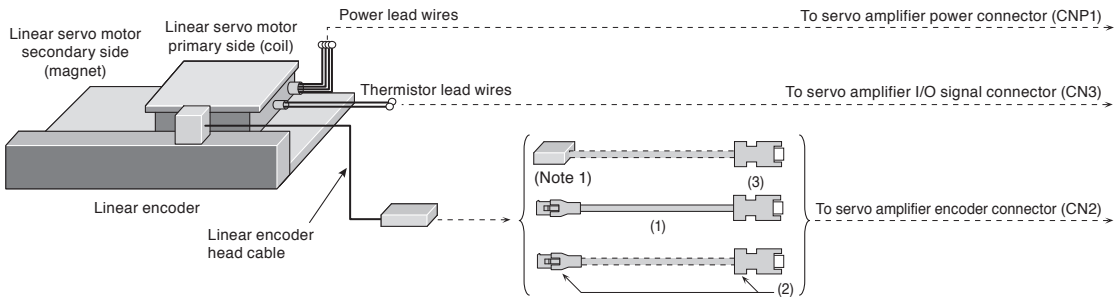 Power lead wires
To servo amplifier power connector (CNP1)
Linear servo motor
secondary side
(magnet)
Linear servo motor
primary side (coil)
Thermistor lead wires
To servo amplifier I/O signal connector (CN3)
(Note 1)
(3)
Linear encoder
(1)
To servo amplifier encoder connector (CN2)
Linear encoder
head cable
(2)